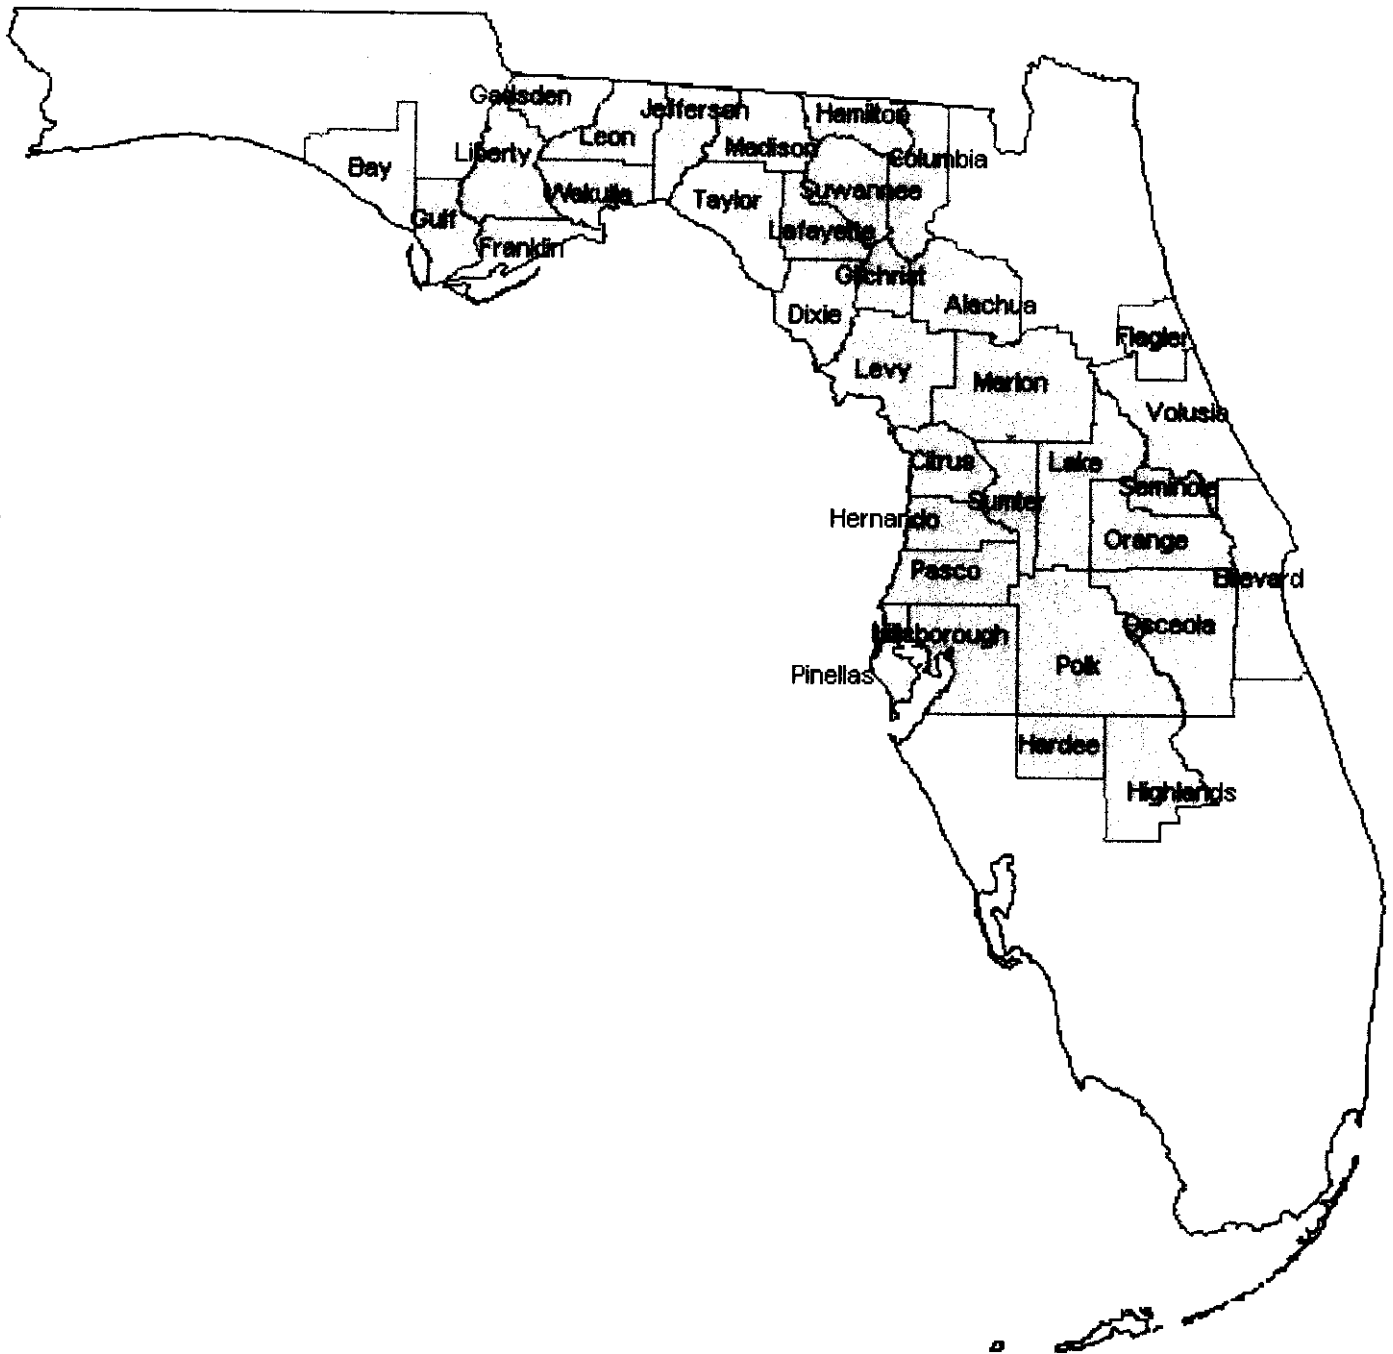 Gadsden
Jefferson
Hamilton
Leon
Madison
Liberty
Columbia
Bay
Wakulla
Taylor
Suwannee
Gulf
Lafayette
Franklin
Gilchrist
Alachua
Dixie
Flagler
Levy
Marion
Volusia
Citrus
Lake
Seminole
Sumter
Hernando
Orange
Pasco
Brevard
Osceola
Hillsborough
Polk
Pinellas
Hardee
Highlands